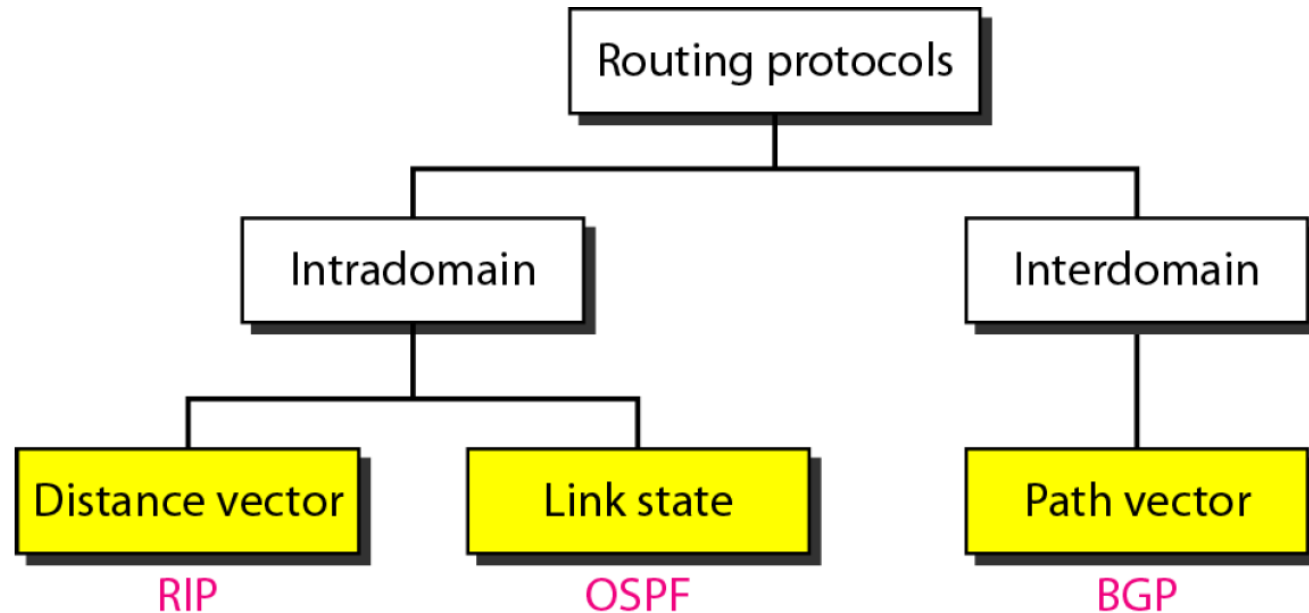 Routing protocols
Intradomain
Interdomain
Distance vector
Link state
Path vector
RIP
OSPF
BGP